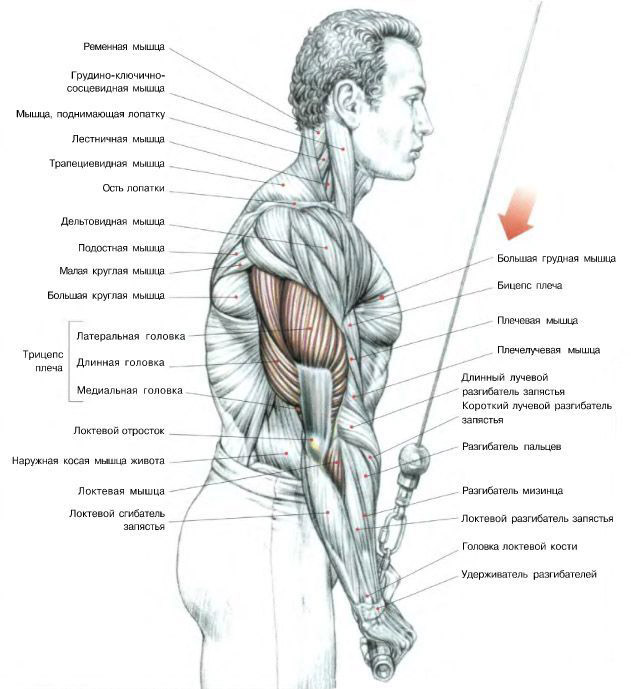 Ременная мышца
Грудино-ключично-
сосцевидная мышца
Мышца, поднимающая лопатку
Лестничная мышца
Трапециевидная мышца
Ость лопатки
Дельтовидная мышца
Подостная мышца
Малая круглая мышца
Большая круглая мышца
Трицепс
плеча
Латеральная головка
Длинная головка
Медиальная головка
Локтевой отросток
Наружная косая мышца живота
Локтевая мышца
Локтевой сгибатель
запястья
Большая грудная мышца
Бицепс плеча
Плечевая мышца
Плечелучевая мышца
Длинный лучевой
разгибатель запястья
Короткий лучевой разгибатель
запястья
Разгибатель пальцев
Разгибатель мизинца
Локтевой разгибатель запястья
Головка локтевой кости
Удерживатель разгибателей